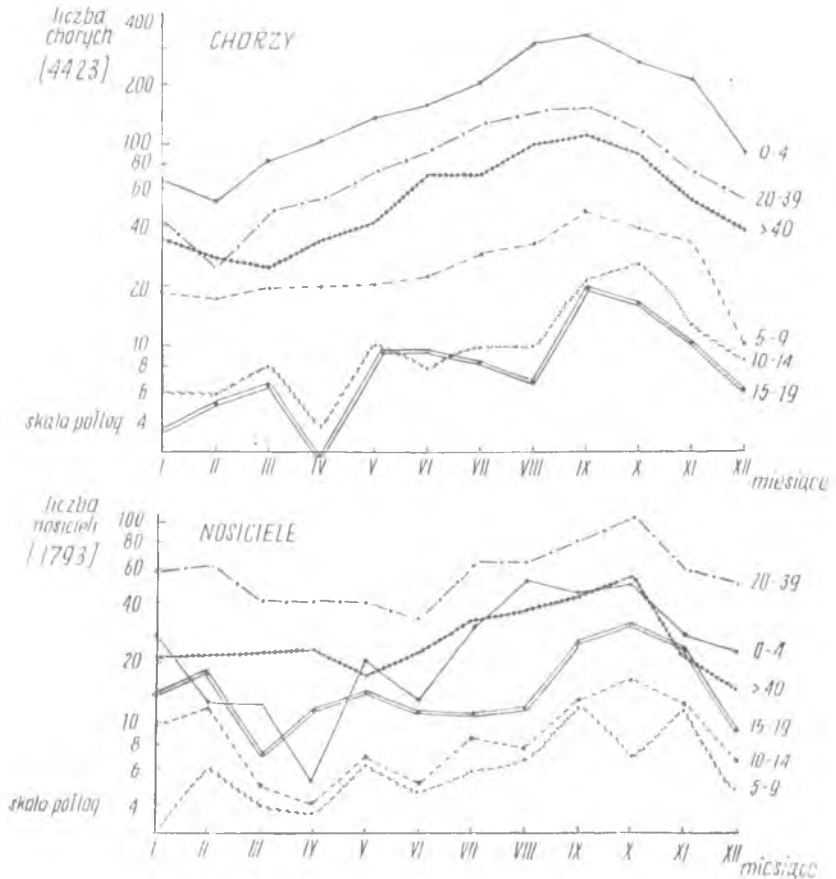 liczba
chorych
[4423]
CHORZY
400
200
100
80
60
40
20
10
8
6
4
skala półlog
0-4
20-39
>40
5-9
10-14
15-19
I II III IV V VI VII VIII IX X XI XII
miesiące
liczba
nosicieli
[1793]
NOSICIELE
100
80
60
40
20
10
8
6
4
skala półlog
20-39
0-4
>40
15-19
10-14
5-9
I II III IV V VI VII VIII IX X XI XII
miesiące